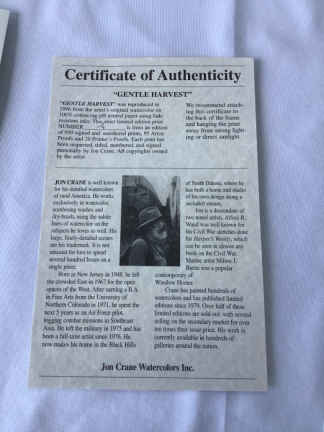 Certificate of Authenticity
"GENTLE HARVEST"
"GENTLE HARVEST" was reproduced in
1996 from the artist's original watercolor on
100% cotton/rag pH neutral paper using fade
resistant inks. This print limited edition print
NUMBER is from an edition
of 950 signed and numbered prints, 95 Artist
Proofs and 20 Printer's Proofs. Each print has
been inspected, titled, numbered and signed
personally by Jon Crane. All copyrights owned
by the artist.
We recommend attach-
ing this certificate to
the back of the frame
and hanging the print
away from strong light-
ing or direct sunlight.
JON CRANE is well known
for his detailed watercolors
of rural America. He works
exclusively in watercolor,
combining washes and
dry-brush, using the subtle
hues of watercolor on the
subjects he loves so well. His
large, finely-detailed scenes
are his trademark. It is not
unusual for him to spend
several hundred hours on a
single piece.
Born in New Jersey in 1948, he left
the crowded East in 1967 for the open
spaces of the West. After earning a B.A.
in Fine Arts from the University of
Northern Colorado in 1971, he spent the
next 5 years as an Air Force pilot,
logging combat missions in Southeast
Asia. He left the military in 1975 and has
been a full-time artist since 1976. He
now makes his home in the Black Hills
of South Dakota, where he
has built a home and studio
of his own design along a
secluded stream.
Jon is a descendant of
two noted artists. Alfred R.
Waud was well known for
his Civil War sketches done
for Harper's Weekly, which
can be seen in almost any
book on the Civil War.
Marine artist Milton J.
Burns was a popular
contemporary of
Winslow Homer.
Crane has painted hundreds of
watercolors and has published limited
editions since 1979. Over half of these
limited editions are sold out with several
selling on the secondary market for over
ten times their issue price. His work is
currently available in hundreds of
galleries around the nation.
Jon Crane Watercolors Inc.